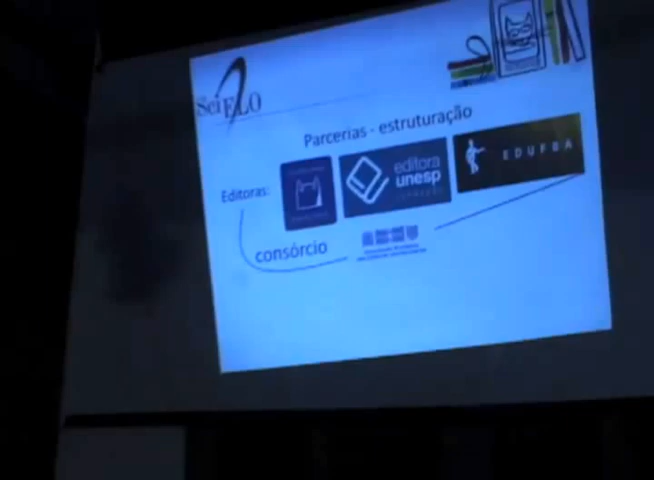 SciELO
Parcerias - estruturação
Editoras:
editora
unesp
EDUFBA
consórcio